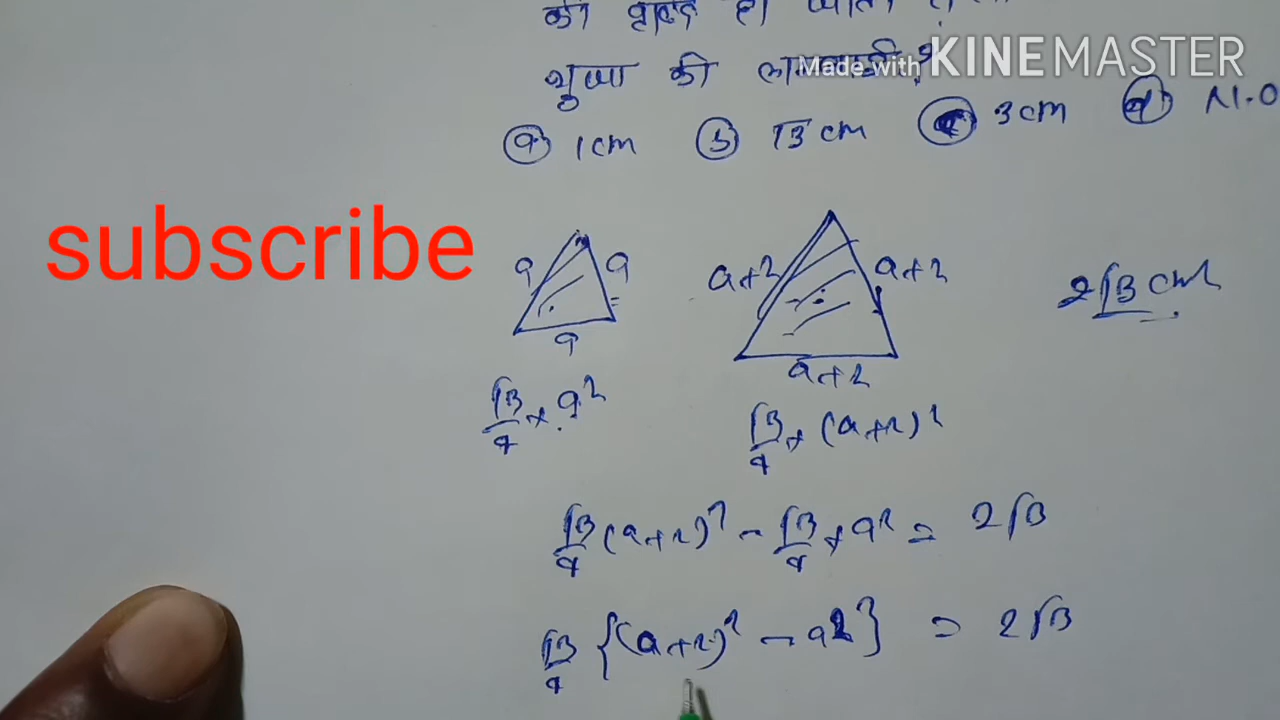 की
भुजा की
Made with KINEMASTER
(a) 1cm (b) √3 cm (c) 3cm (d) N.O
subscribe
a a
a
a+2 a+2
a+2
2√3 cm²
√3/4 × a²
√3/4 × (a+2)²
√3/4 (a+2)² - √3/4 × a² = 2√3
√3/4 {(a+2)² - a2} = 2√3